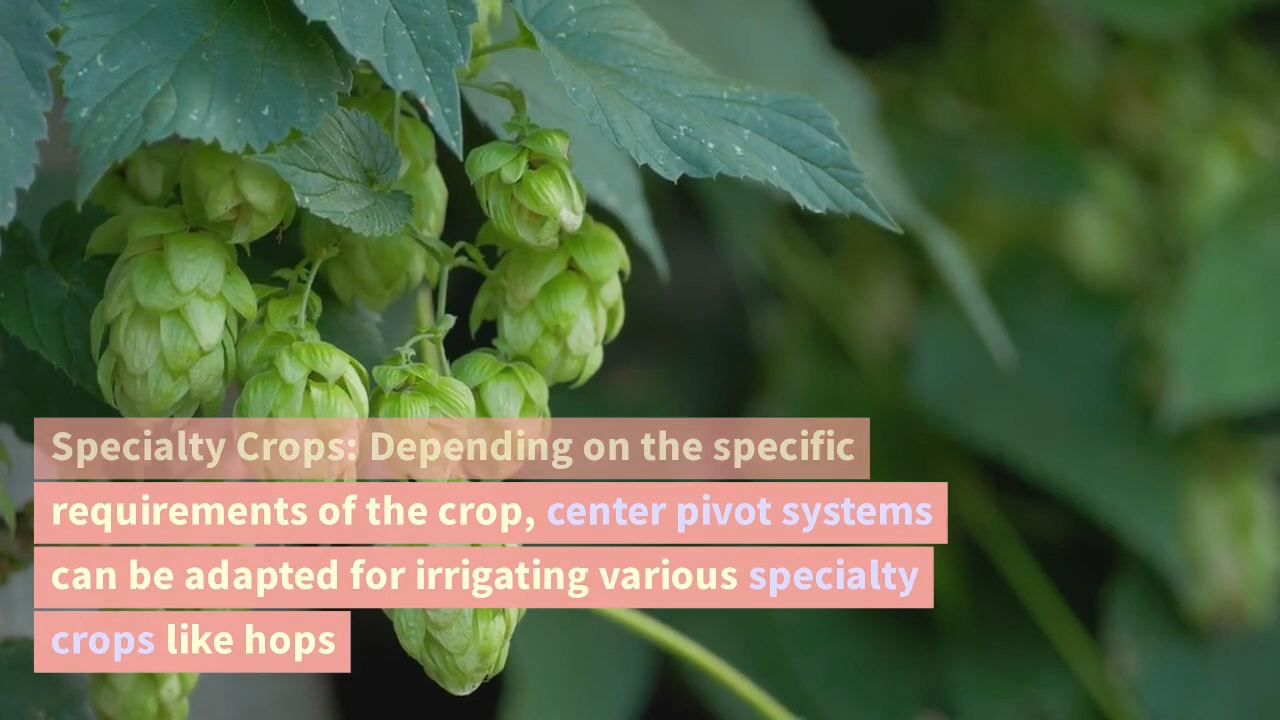 Specialty Crops: Depending on the specific
requirements of the crop, center pivot systems
can be adapted for irrigating various specialty
crops like hops